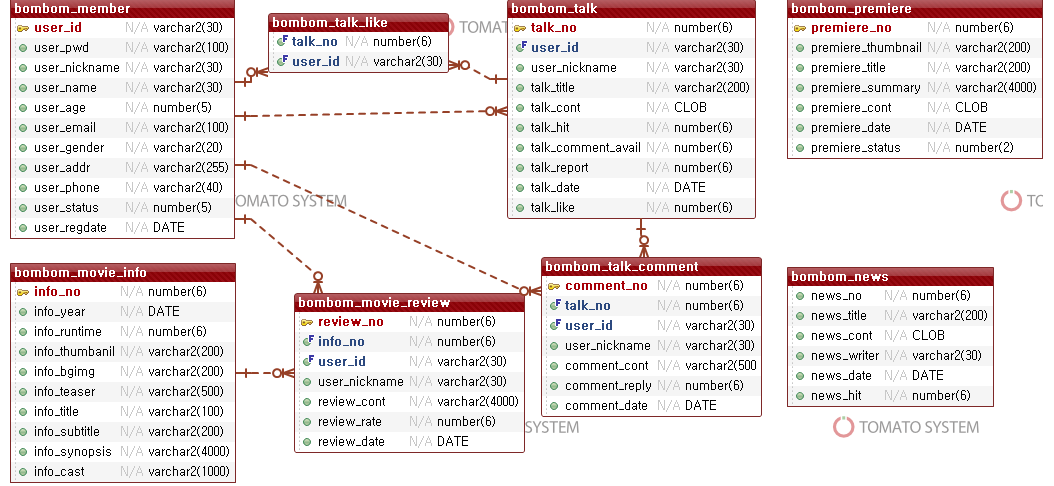 bombom_member
user_id N/A varchar2(30)
user_pwd N/A varchar2(100)
user_nickname N/A varchar2(30)
user_name N/A varchar2(30)
user_age N/A number(5)
user_email N/A varchar2(100)
user_gender N/A varchar2(20)
user_addr N/A varchar2(255)
user_phone N/A varchar2(40)
user_status N/A number(5)
user_regdate N/A DATE
bombom_talk_like
talk_no N/A number(6)
user_id N/A varchar2(30)
bombom_talk
talk_no N/A number(6)
user_id N/A varchar2(30)
user_nickname N/A varchar2(30)
talk_title N/A varchar2(200)
talk_cont N/A CLOB
talk_hit N/A number(6)
talk_comment_avail N/A number(6)
talk_report N/A number(6)
talk_date N/A DATE
talk_like N/A number(6)
bombom_premiere
premiere_no N/A number(6)
premiere_thumbnail N/A varchar2(200)
premiere_title N/A varchar2(200)
premiere_summary N/A varchar2(4000)
premiere_cont N/A CLOB
premiere_date N/A DATE
premiere_status N/A number(2)
bombom_movie_info
info_no N/A number(6)
info_year N/A DATE
info_runtime N/A number(6)
info_thumbanil N/A varchar2(200)
info_bgimg N/A varchar2(200)
info_teaser N/A varchar2(500)
info_title N/A varchar2(100)
info_subtitle N/A varchar2(200)
info_synopsis N/A varchar2(4000)
info_cast N/A varchar2(1000)
bombom_movie_review
review_no N/A number(6)
info_no N/A number(6)
user_id N/A varchar2(30)
user_nickname N/A varchar2(30)
review_cont N/A varchar2(4000)
review_rate N/A number(6)
review_date N/A DATE
bombom_talk_comment
comment_no N/A number(6)
talk_no N/A number(6)
user_id N/A varchar2(30)
user_nickname N/A varchar2(30)
comment_cont N/A varchar2(500
comment_reply N/A number(6)
comment_date N/A DATE
bombom_news
news_no N/A number(6)
news_title N/A varchar2(200)
news_cont N/A CLOB
news_writer N/A varchar2(30)
news_date N/A DATE
news_hit N/A number(6)
TOMA
OMATO SYSTEM
TO
SYSTEM
TOMATO SYSTEM